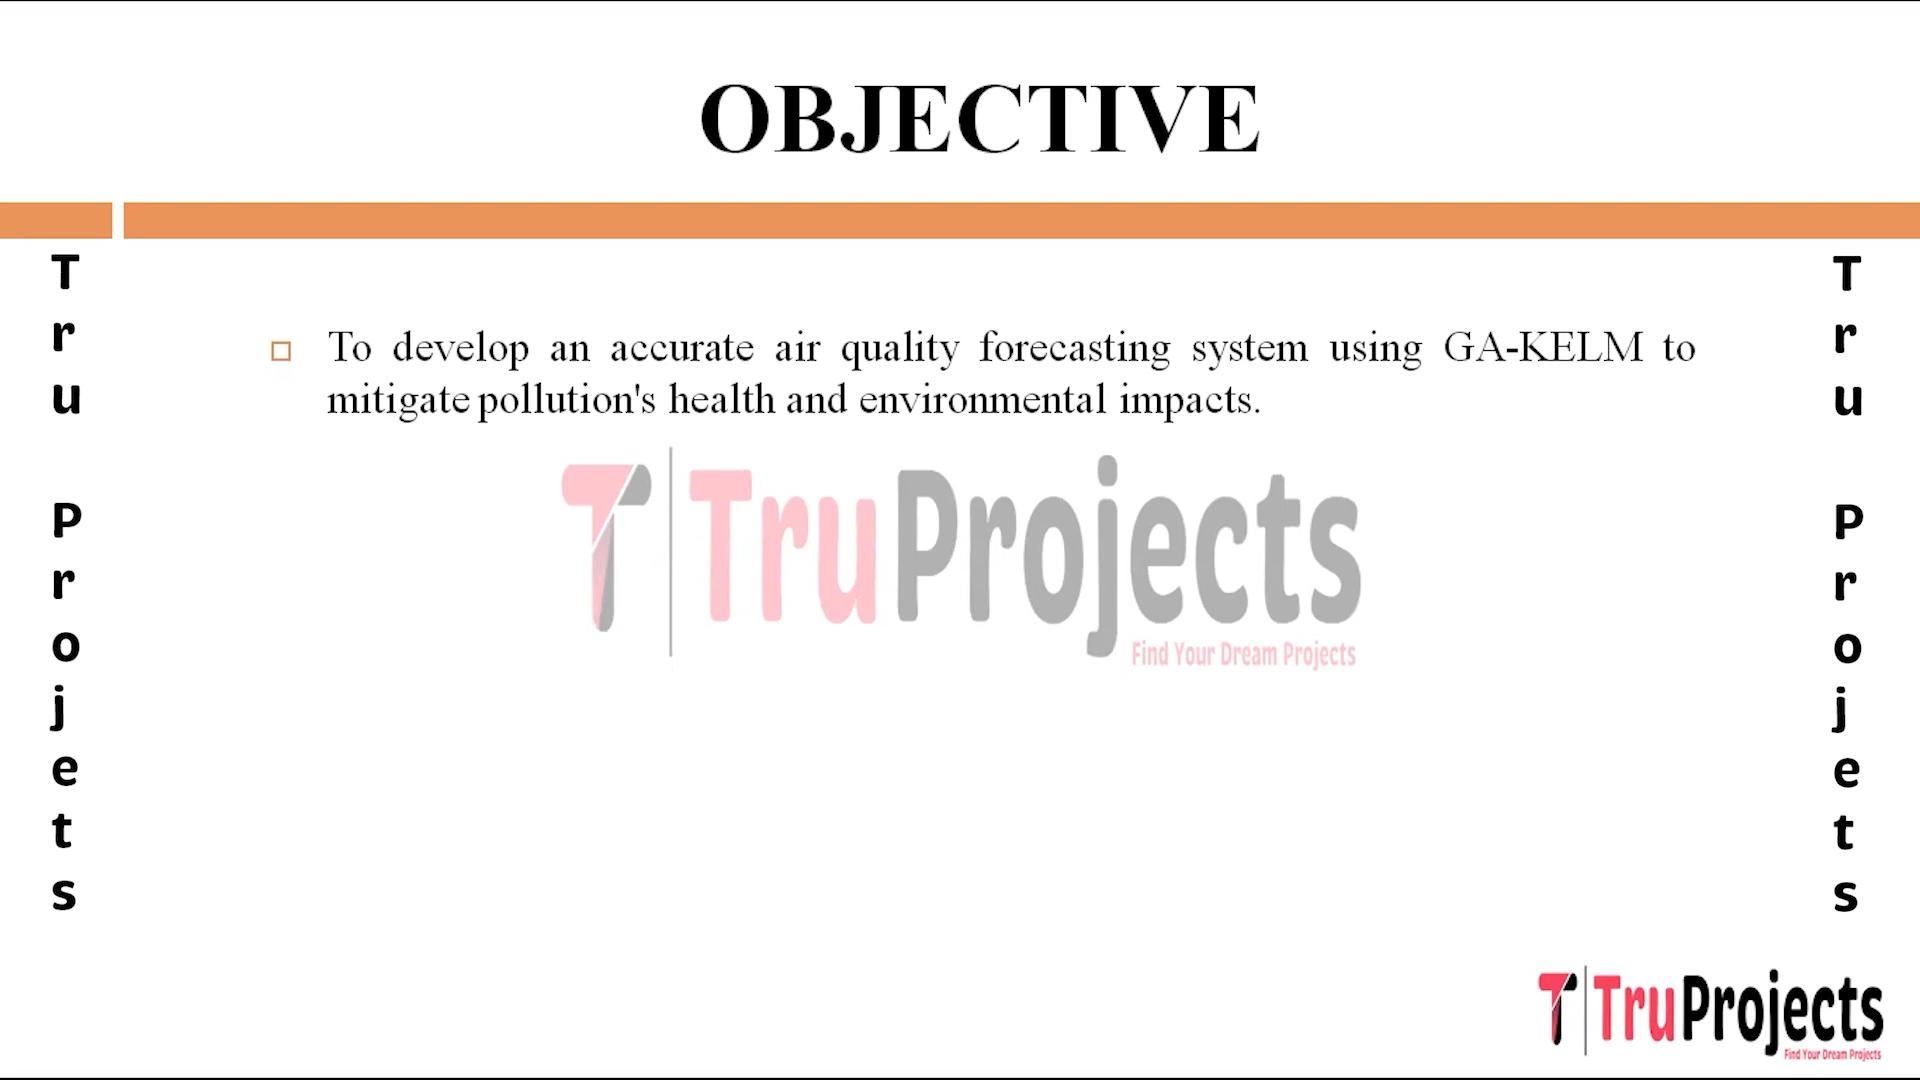 OBJECTIVE
T
r
u
P
r
o
j
e
t
s
To develop an accurate air quality forecasting system using GA-KELM to
mitigate pollution's health and environmental impacts.
TruProjects
Find Your Dream Projects
T
r
u
P
r
o
j
e
t
s
TruProjects
Find Your Dream Projects